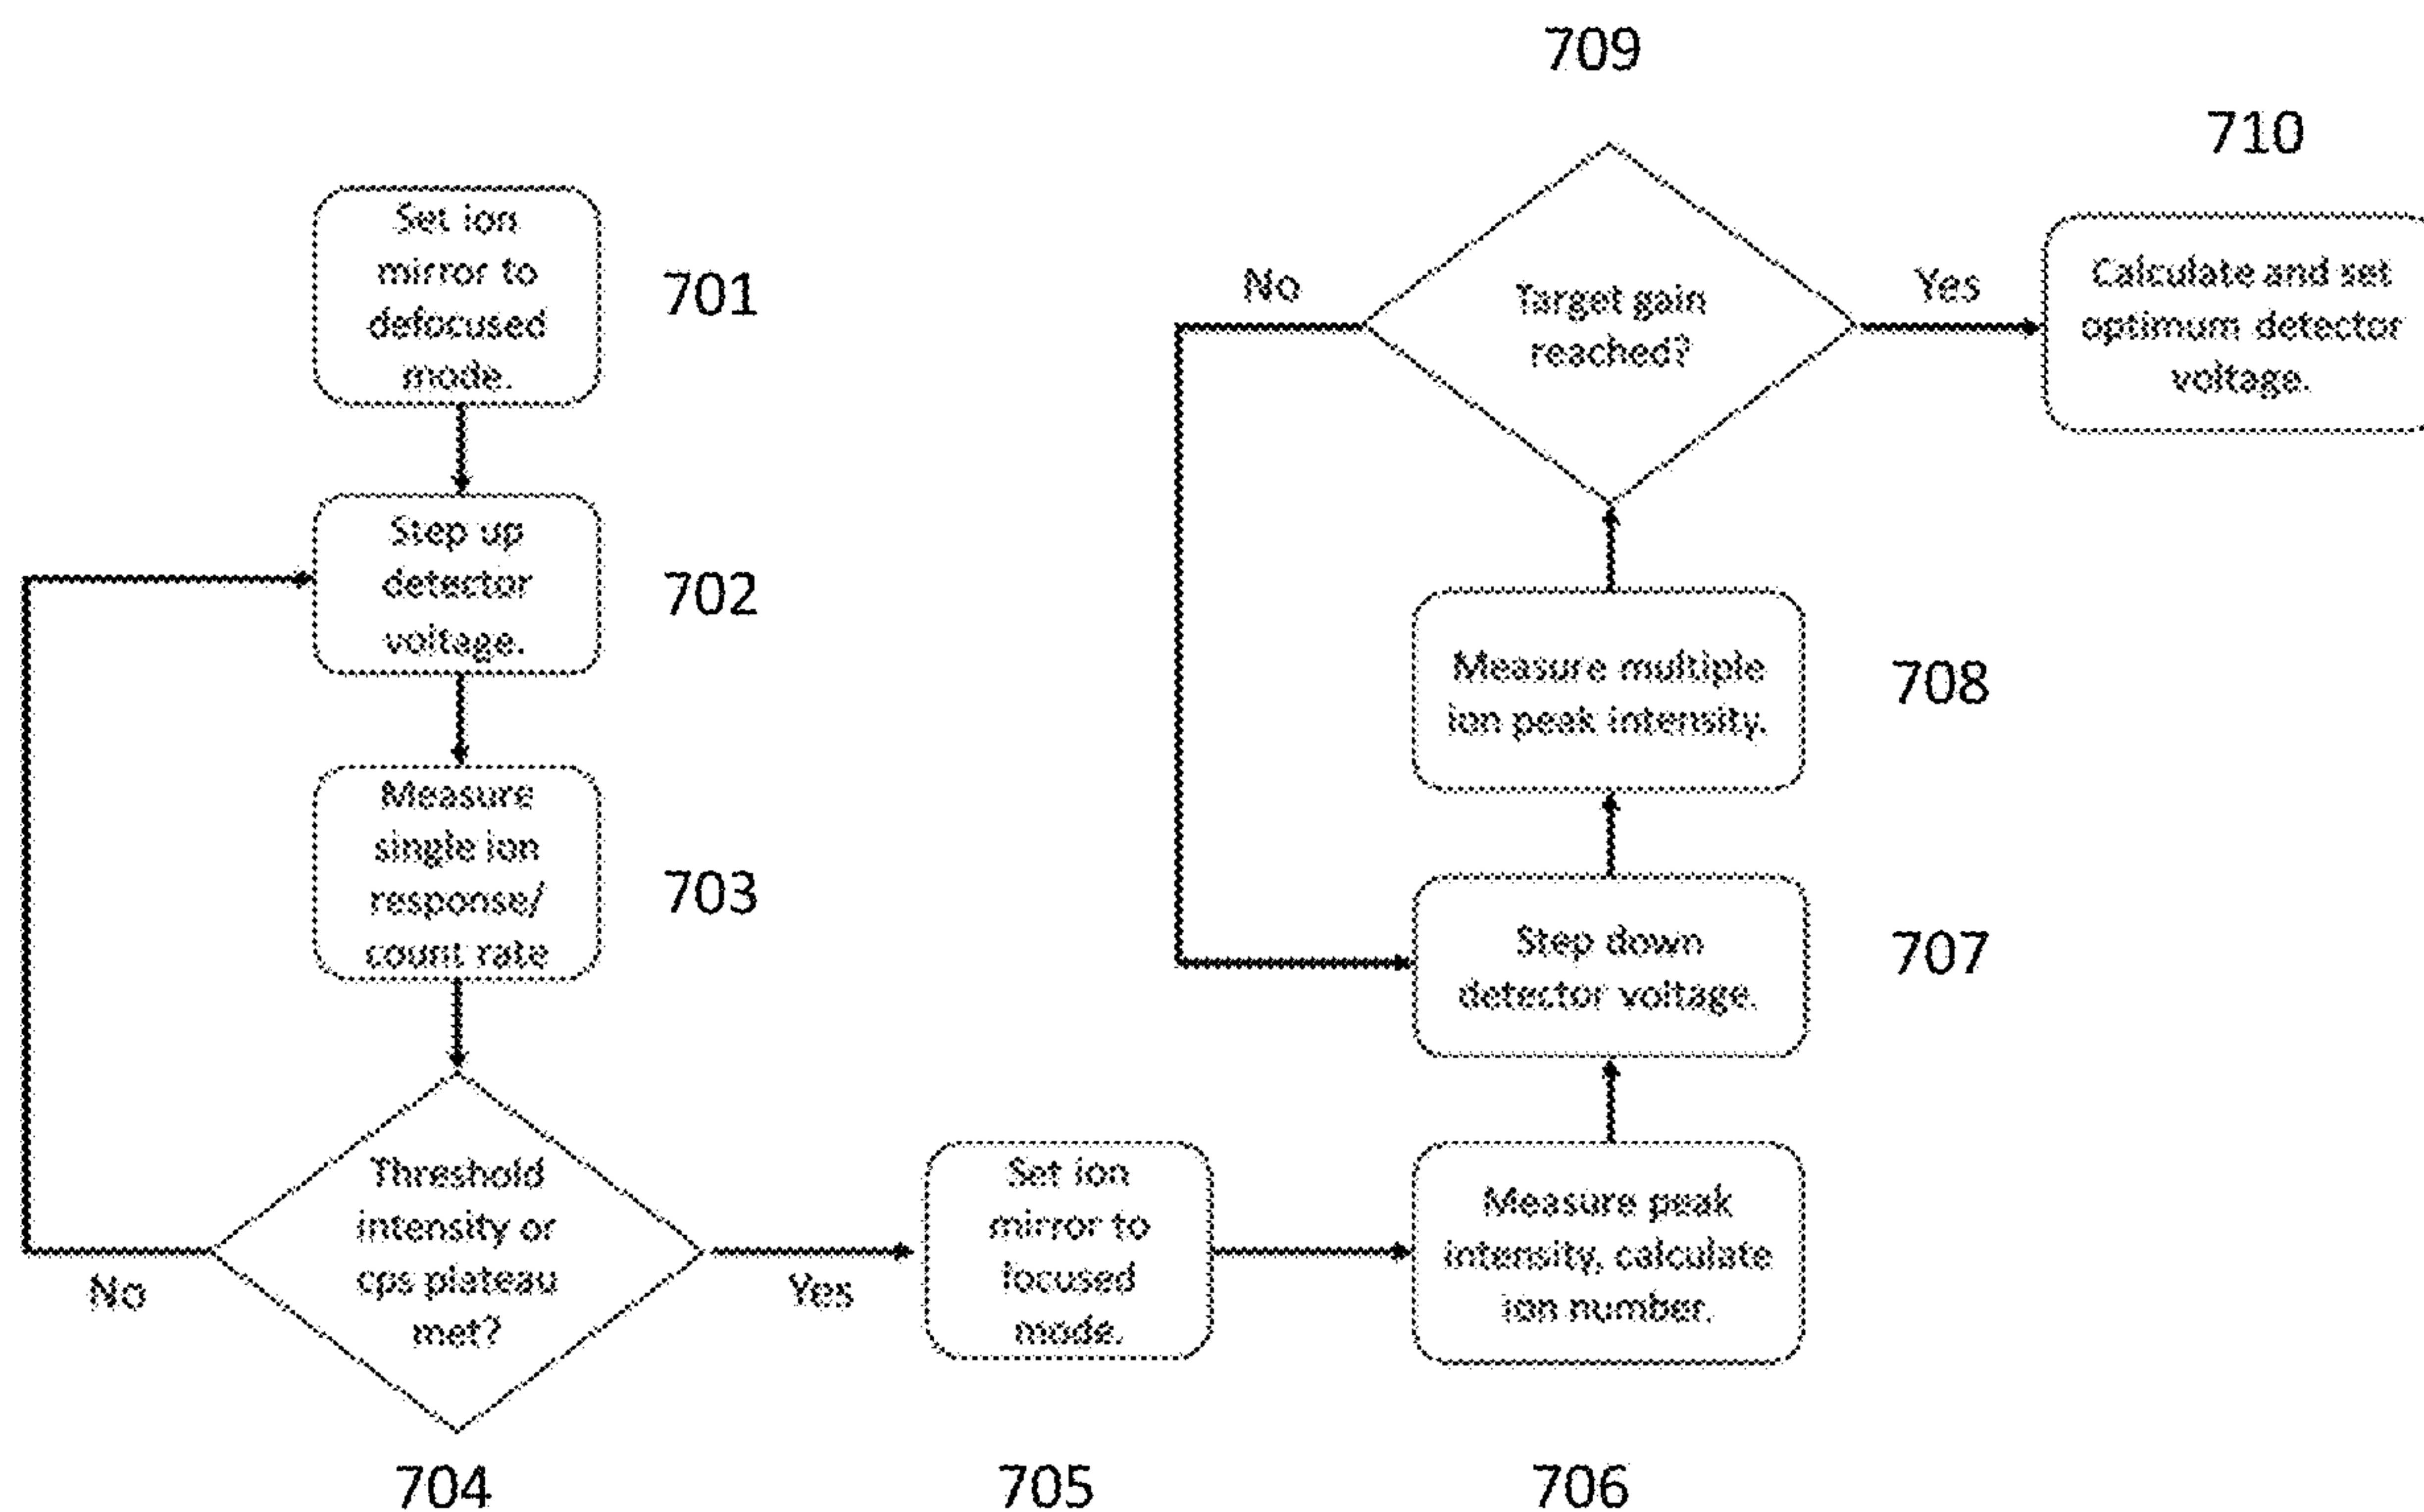 Set ion
mirror to
defocused
mode.
701
Step up
detector
voltage.
702
Measure
single ion
response/
count rate
703
Threshold
intensity or
cps plateau
met?
No
Yes
704
Set ion
mirror to
focused
mode.
705
Measure peak
intensity, calculate
ion number.
706
Step down
detector voltage.
707
Measure multiple
ion peak intensity.
708
709
Target gain
reached?
No
Yes
710
Calculate and set
optimum detector
voltage.